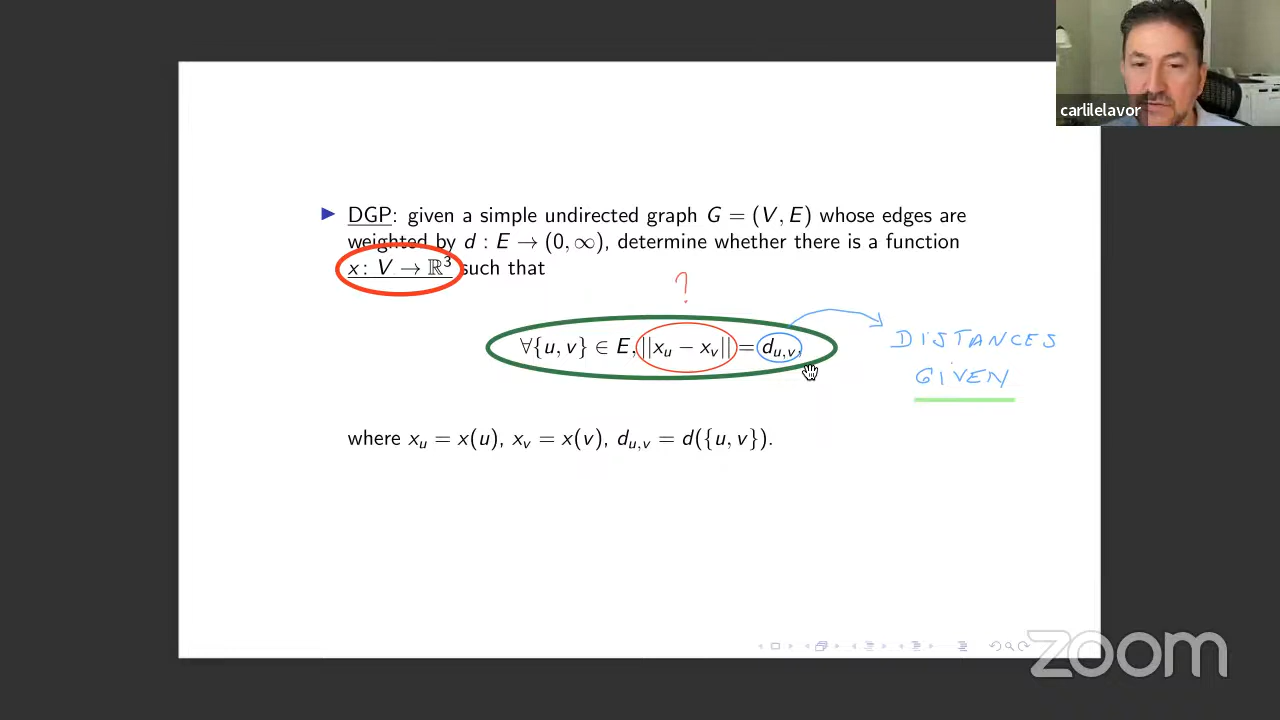 carlilelavor
▶ DGP: given a simple undirected graph G = (V, E) whose edges are
weighted by d : E → (0, ∞), determine whether there is a function
x : V → ℝ³ such that
?
∀{u, v} ∈ E, ||x_u − x_v|| = d_{u,v},
DISTANCES
GIVEN
where x_u = x(u), x_v = x(v), d_{u,v} = d({u, v}).
zoom